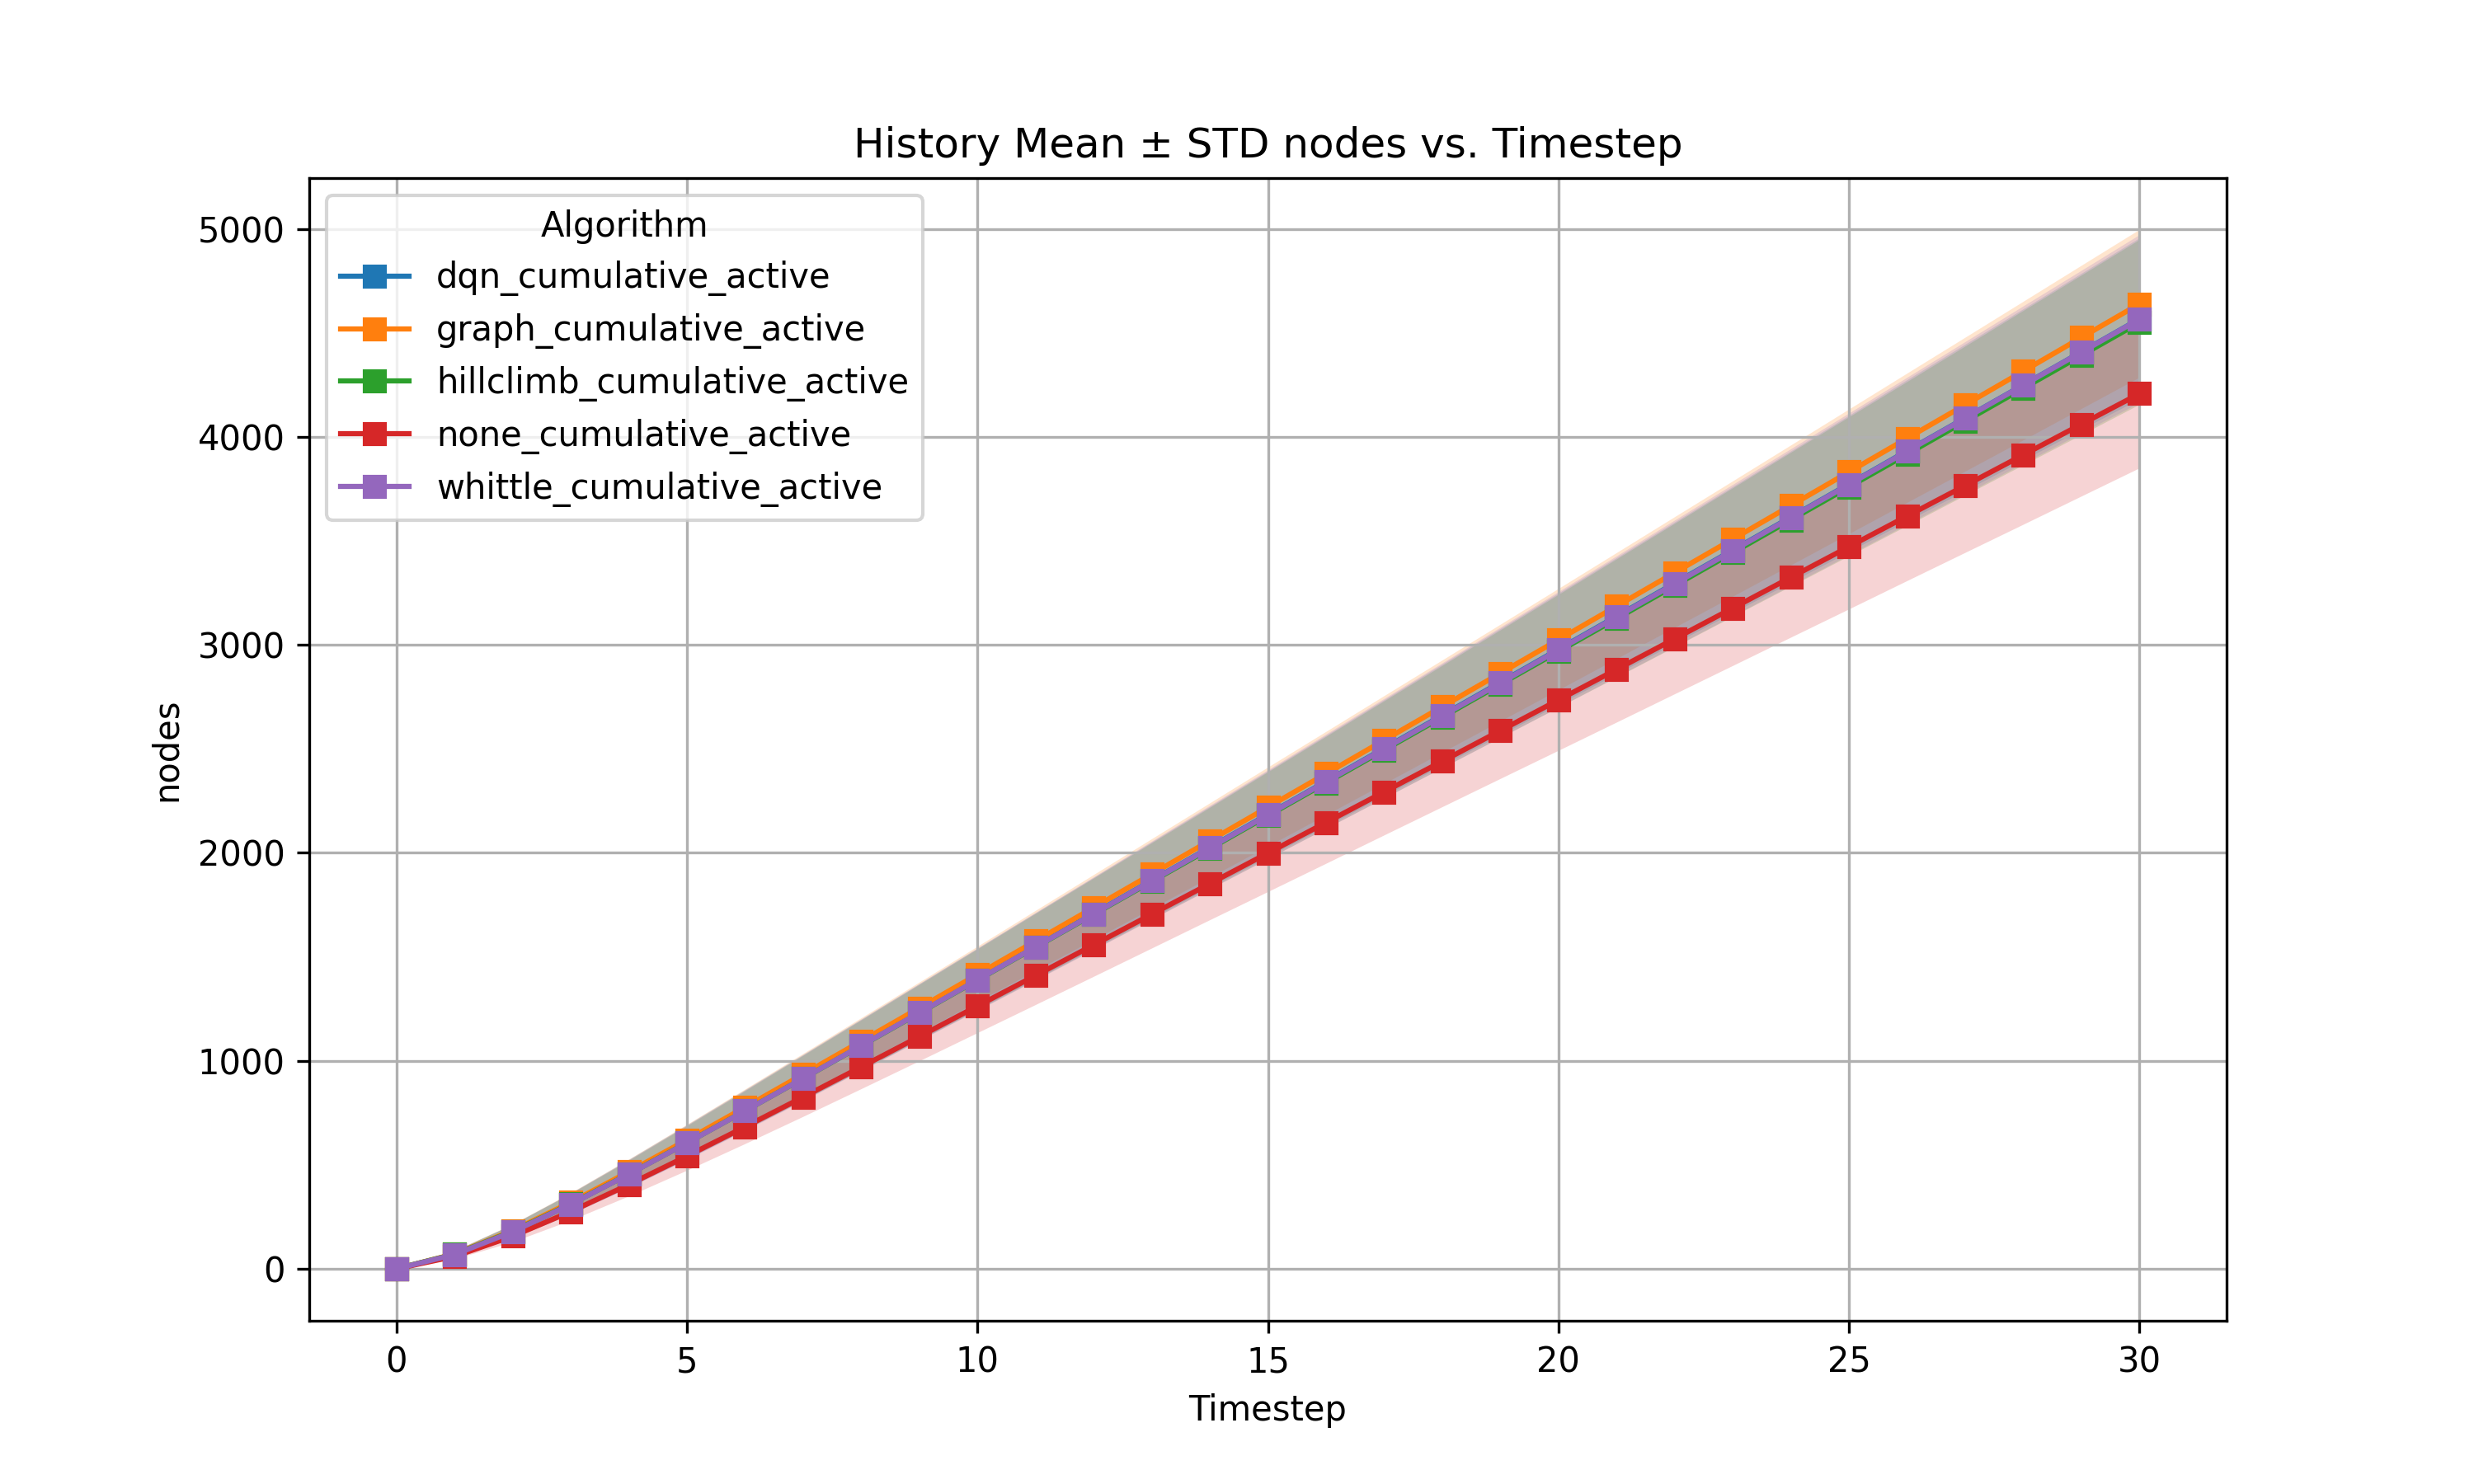 History Mean ± STD nodes vs. Timestep
Algorithm
dqn_cumulative_active
graph_cumulative_active
hillclimb_cumulative_active
none_cumulative_active
whittle_cumulative_active
5000
4000
3000
2000
1000
0
nodes
0 5 10 15 20 25 30
Timestep